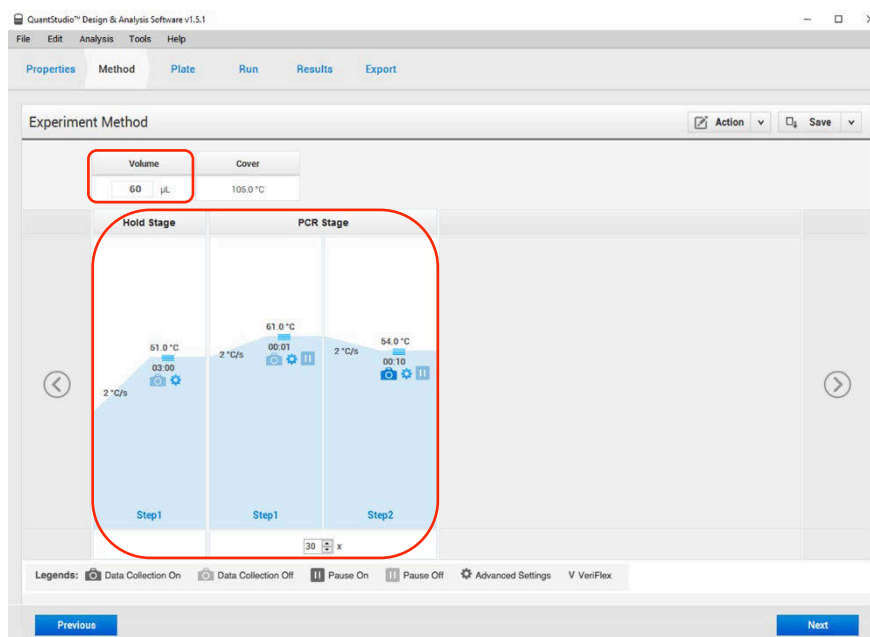 QuantStudio™ Design & Analysis Software v1.5.1
File Edit Analysis Tools Help
Properties Method Plate Run Results Export
Experiment Method
Action
Save
Volume Cover
60 µL 105.0 °C
Hold Stage PCR Stage
61.0 °C
54.0 °C
51.0 °C
00:01
2 °C/s
2 °C/s
00:10
03:00
2 °C/s
Step1 Step1 Step2
30 x
Legends: Data Collection On Data Collection Off Pause On Pause Off Advanced Settings V VeriFlex
Previous Next